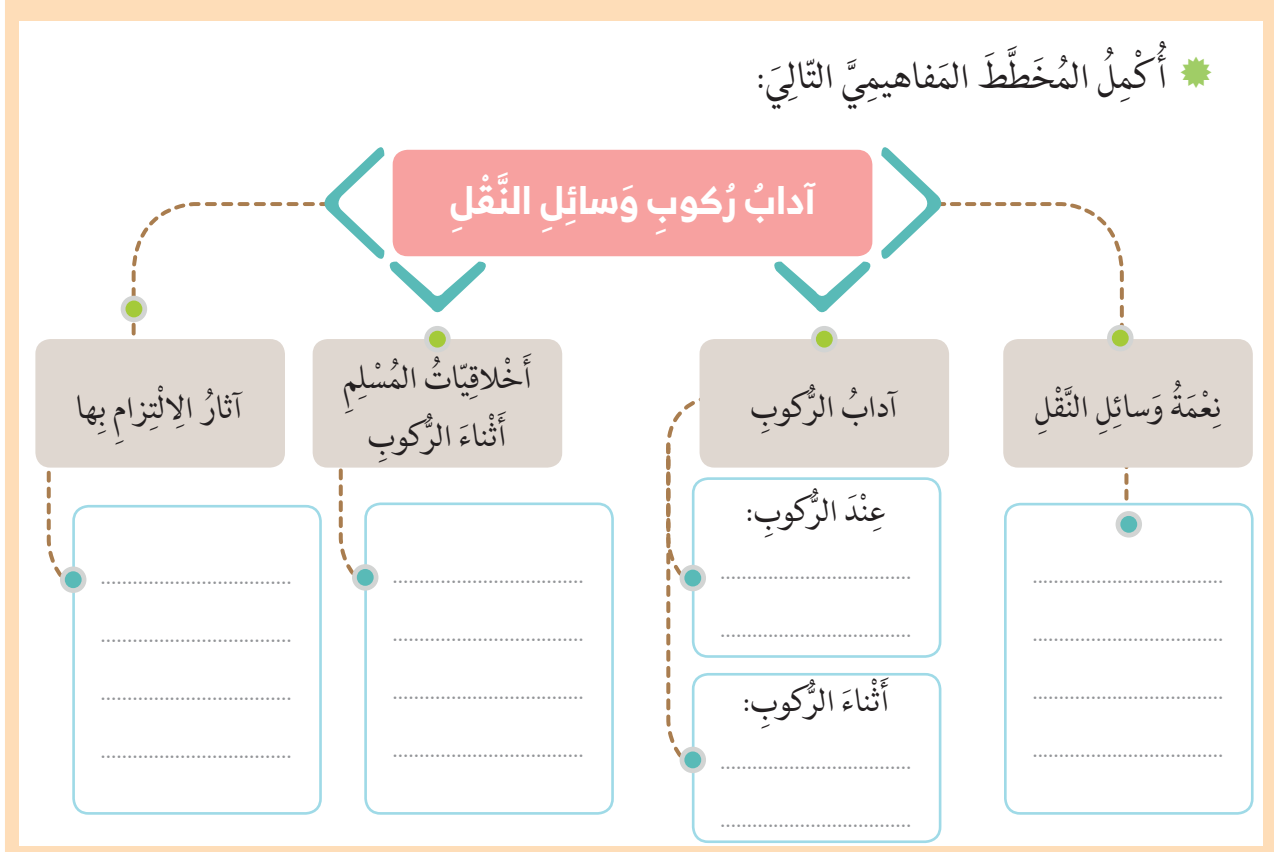 أُكْمِلُ المُخَطَّطَ المَفاهيمِيَّ التّالِيَ:
آدابُ رُكوبِ وَسائِلِ النَّقْلِ
نِعْمَةُ وَسائِلِ النَّقْلِ
آدابُ الرُّكوبِ
أَخْلاقِيّاتُ المُسْلِمِ
أَثْناءَ الرُّكوبِ
آثارُ الِالْتِزامِ بِها
عِنْدَ الرُّكوبِ:
أَثْناءَ الرُّكوبِ: